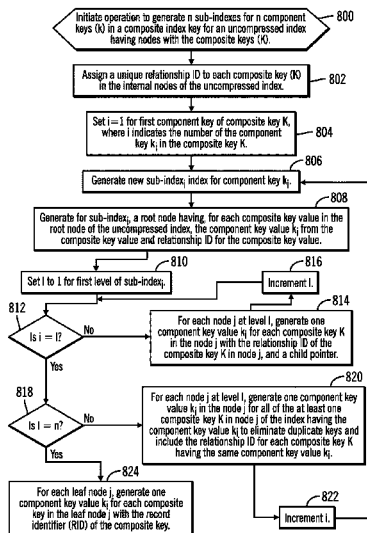 Initiate operation to generate n sub-indexes for n component
keys (k) in a composite index key for an uncompressed index
having nodes with the composite keys (K).
800
Assign a unique relationship ID to each composite key (K)
in the internal nodes of the uncompressed index.
802
Set i=1 for first component key of composite key K,
where i indicates the number of the component
key ki in the composite key K.
804
806
Generate new sub-indexi index for component key ki.
808
Generate for sub-indexi, a root node having, for each composite key value in the
root node of the uncompressed index, the component key value ki from the
composite key value and relationship ID for the composite key value.
810
Set l to 1 for first level of sub-indexi.
816
Increment l.
812
Is i = l?
No
814
For each node j at level l, generate one
component key value ki for each composite key K
in the node j with the relationship ID of the
composite key K in node j, and a child pointer.
Yes
818
Is l = n?
No
820
For each node j at level l, generate one component key
value ki in the node j for all of the at least one
composite key K in node j of the index having the
component key value ki to eliminate duplicate keys and
include the relationship ID for each composite key K
having the same component key value ki.
Yes
824
For each leaf node j, generate one
component key value ki for each composite
key in the leaf node j with the record
identifier (RID) of the composite key.
822
Increment i.